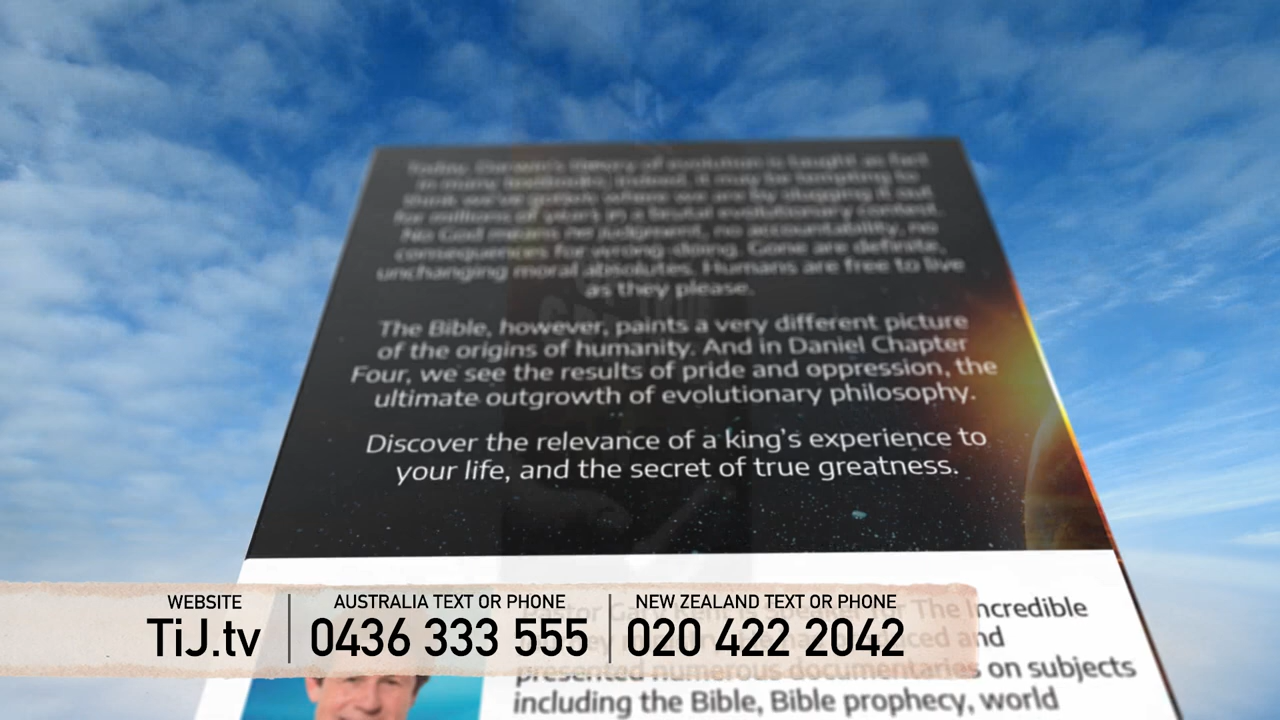 Today, Darwin's theory of evolution is taught as fact
in many textbooks; indeed, it may be tempting to
think we've gotten where we are by slugging it out
for millions of years in a brutal evolutionary contest.
No God means no judgment, no accountability, no
consequences for wrong-doing. Gone are definite,
unchanging moral absolutes. Humans are free to live
as they please.
The Bible, however, paints a very different picture
of the origins of humanity. And in Daniel Chapter
Four, we see the results of pride and oppression, the
ultimate outgrowth of evolutionary philosophy.
Discover the relevance of a king's experience to
your life, and the secret of true greatness.
Pastor Gary Kent is Speaker for The Incredible
and
presented numerous documentaries on subjects
including the Bible, Bible prophecy, world
WEBSITE
TiJ.tv
AUSTRALIA TEXT OR PHONE
0436 333 555
NEW ZEALAND TEXT OR PHONE
020 422 2042